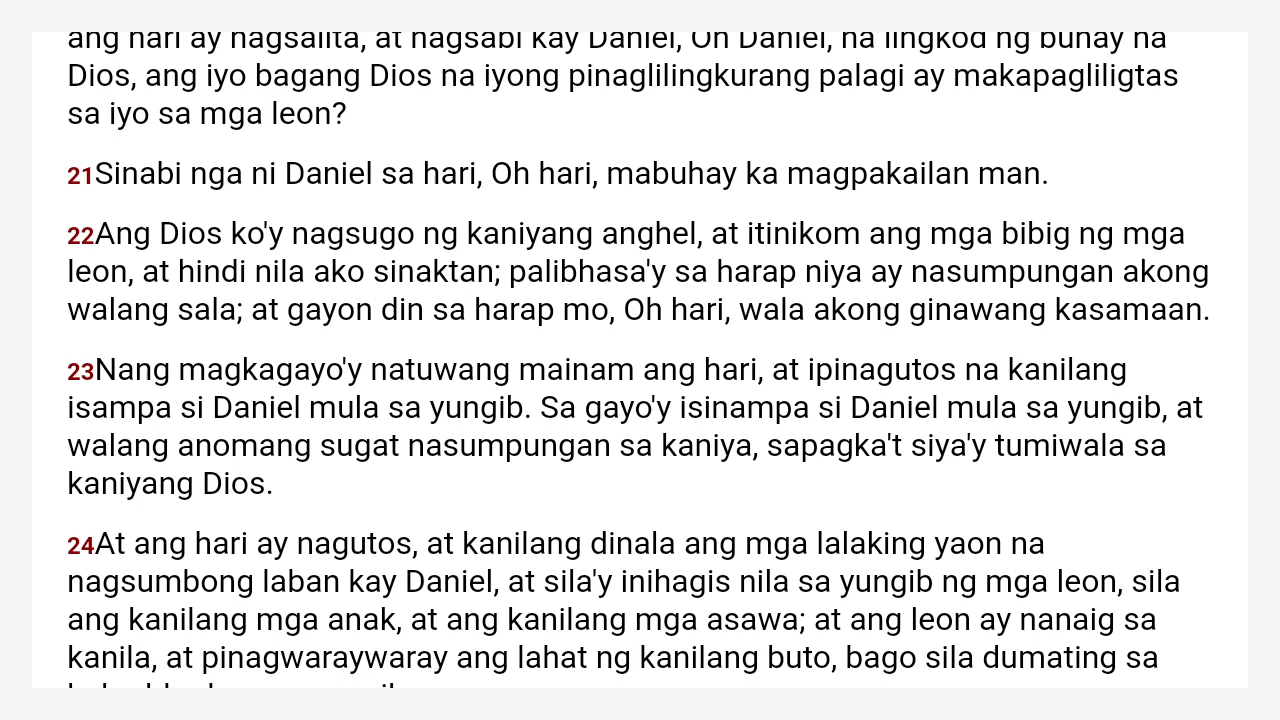 ang hari ay nagsalita, at nagsabi kay Daniel, Oh Daniel, na lingkod ng buhay na
Dios, ang iyo bagang Dios na iyong pinaglilingkurang palagi ay makapagliligtas
sa iyo sa mga leon?
21Sinabi nga ni Daniel sa hari, Oh hari, mabuhay ka magpakailan man.
22Ang Dios ko'y nagsugo ng kaniyang anghel, at itinikom ang mga bibig ng mga
leon, at hindi nila ako sinaktan; palibhasa'y sa harap niya ay nasumpungan akong
walang sala; at gayon din sa harap mo, Oh hari, wala akong ginawang kasamaan.
23Nang magkagayo'y natuwang mainam ang hari, at ipinagutos na kanilang
isampa si Daniel mula sa yungib. Sa gayo'y isinampa si Daniel mula sa yungib, at
walang anomang sugat nasumpungan sa kaniya, sapagka't siya'y tumiwala sa
kaniyang Dios.
24At ang hari ay nagutos, at kanilang dinala ang mga lalaking yaon na
nagsumbong laban kay Daniel, at sila'y inihagis nila sa yungib ng mga leon, sila
ang kanilang mga anak, at ang kanilang mga asawa; at ang leon ay nanaig sa
kanila, at pinagwaraywaray ang lahat ng kanilang buto, bago sila dumating sa